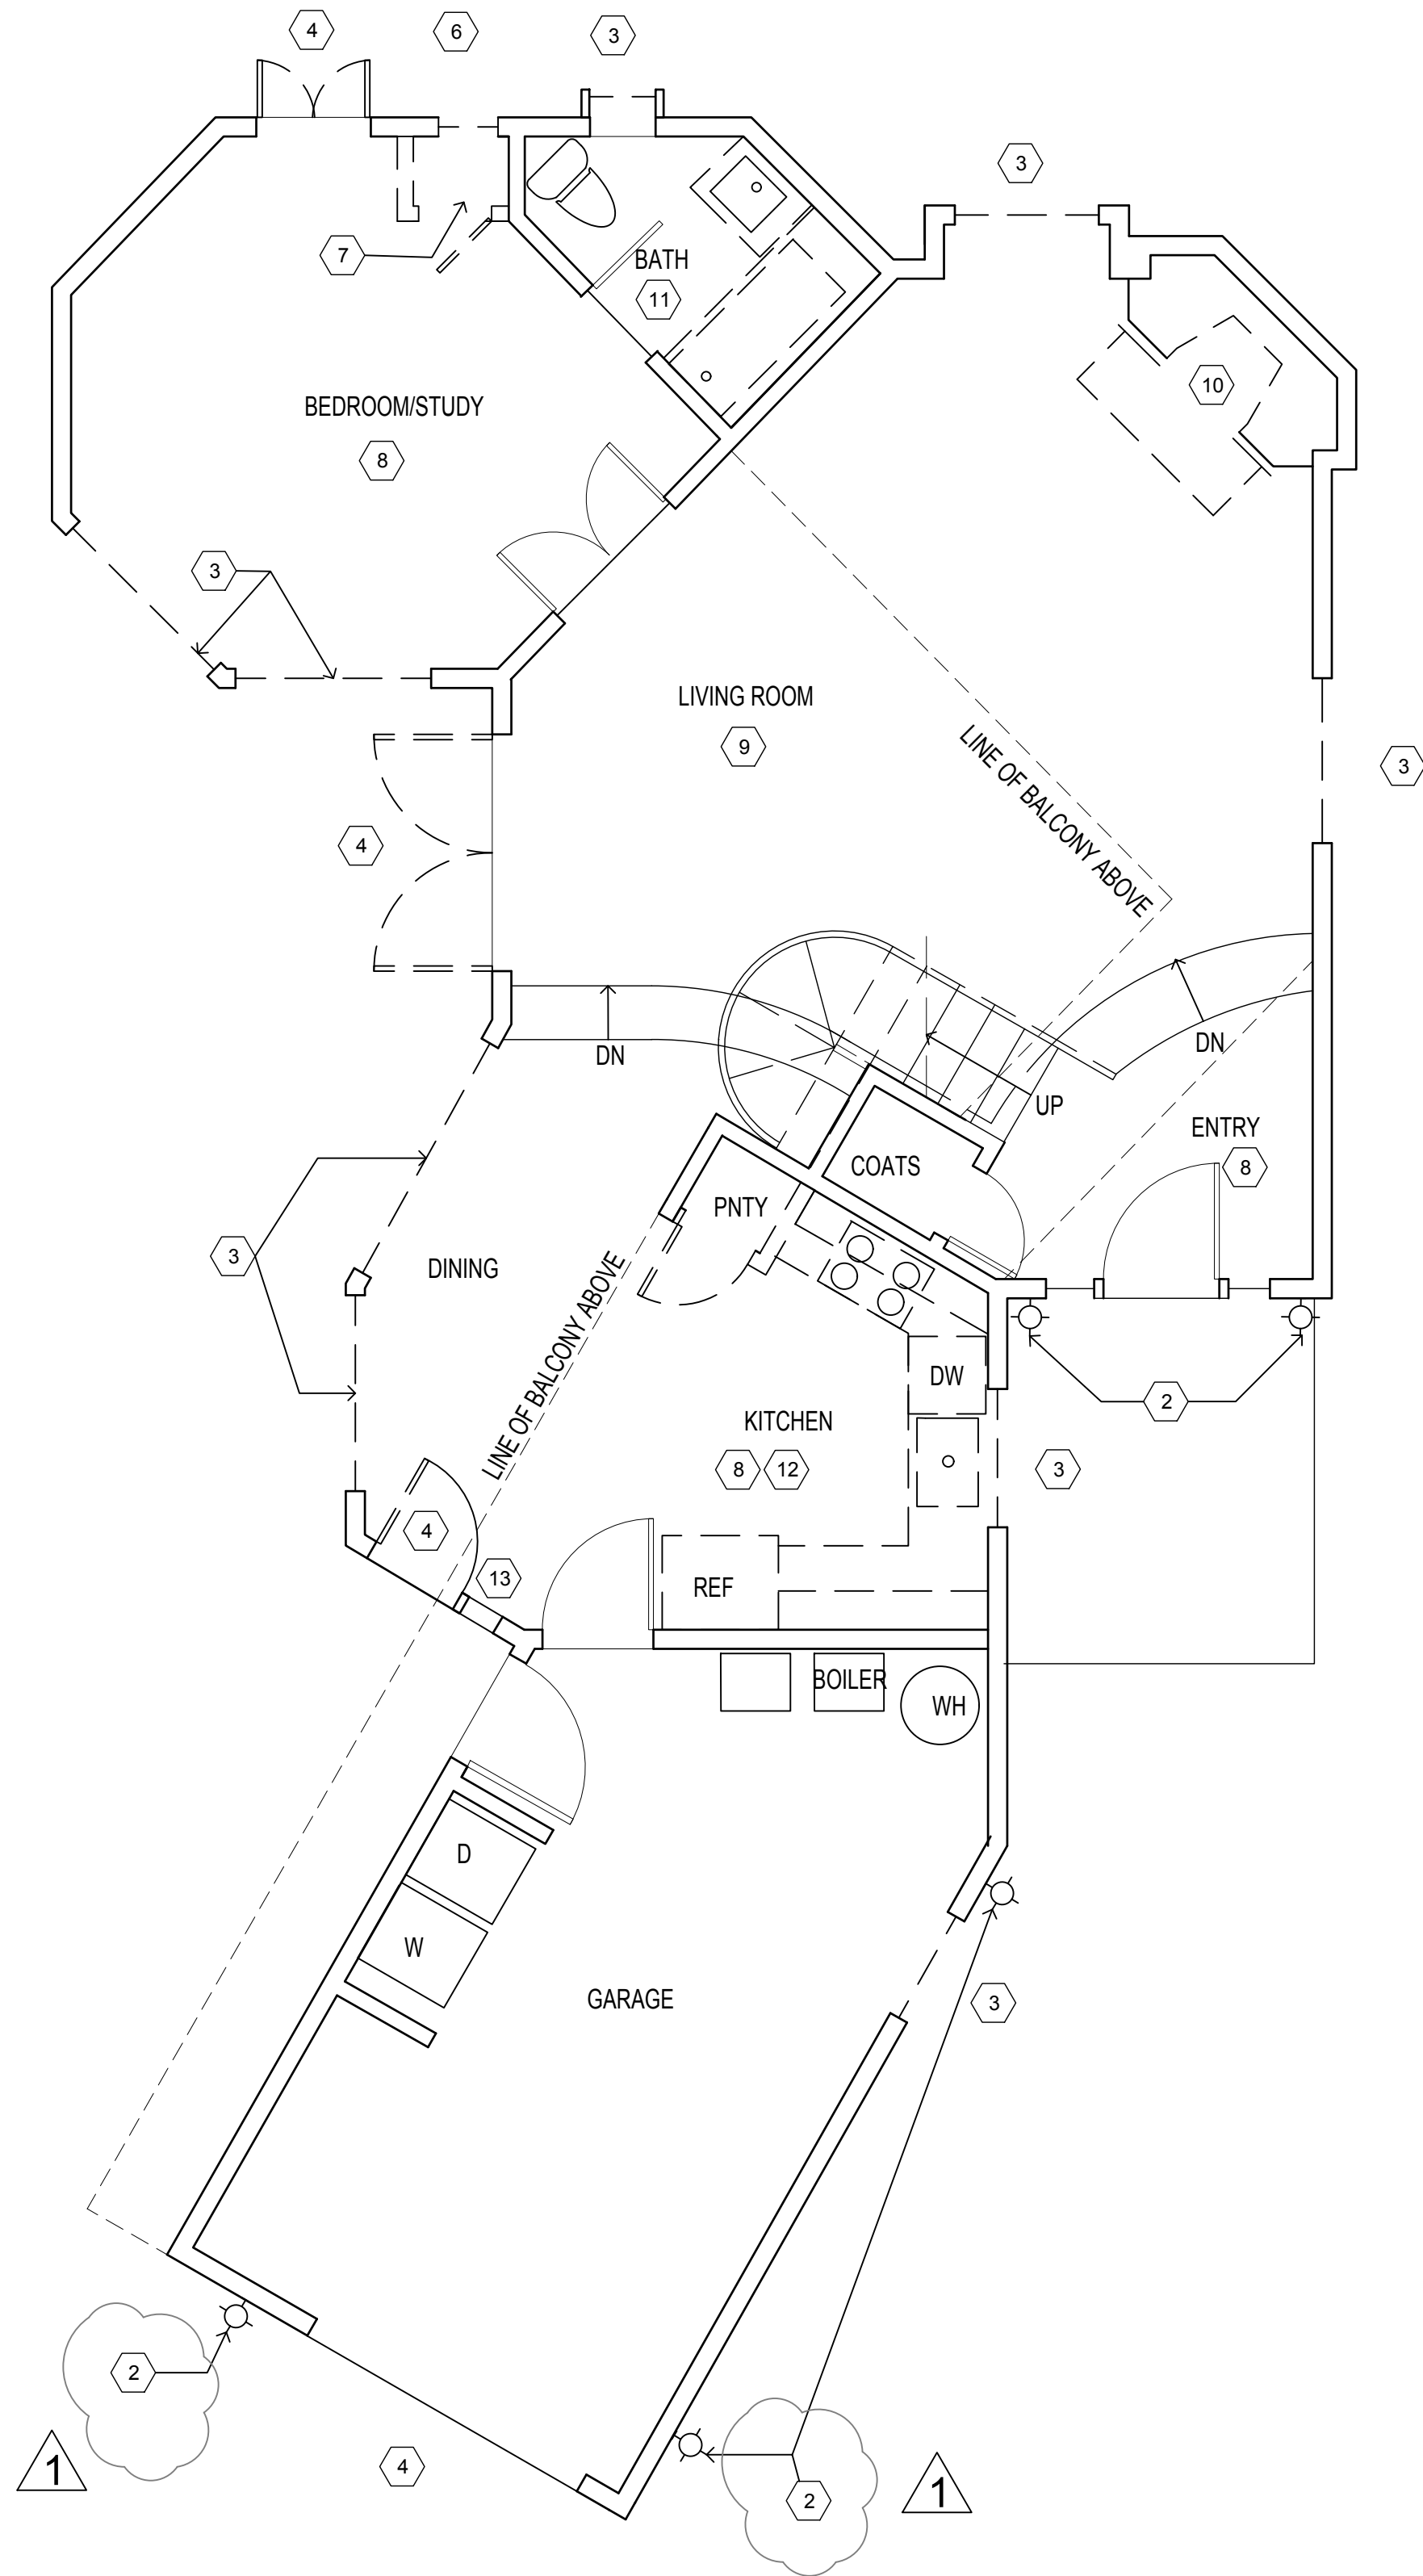 4
6
3
3
7
BATH
11
10
BEDROOM/STUDY
8
3
LIVING ROOM
9
LINE OF BALCONY ABOVE
3
4
DN
DN
UP
ENTRY
8
COATS
PNTY
3
DINING
LINE OF BALCONY ABOVE
DW
2
KITCHEN
8
12
3
4
13
REF
BOILER
WH
D
W
GARAGE
3
2
1
4
2
1